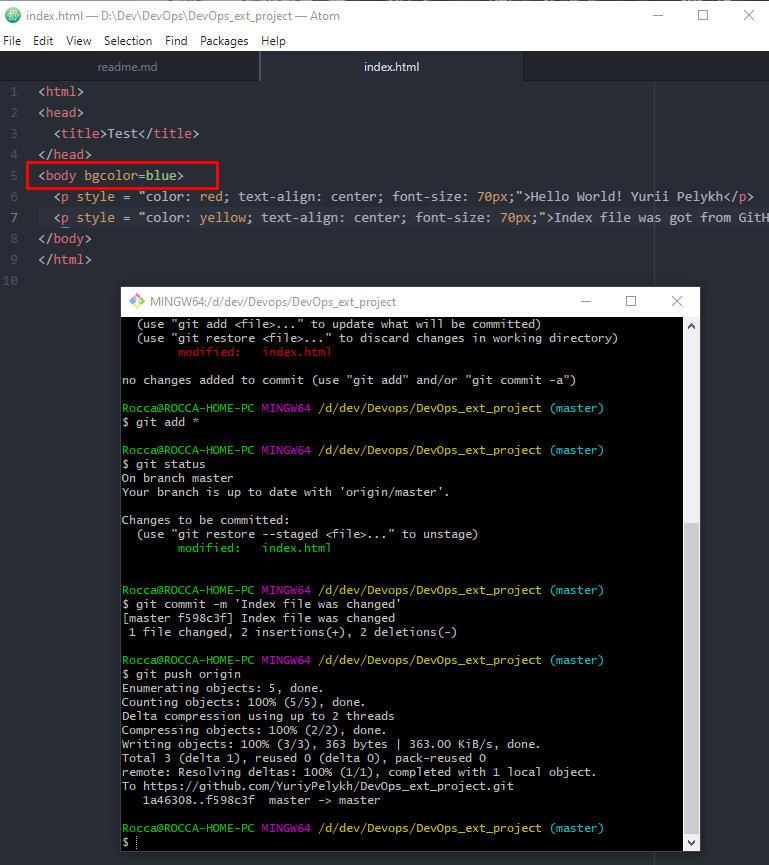 index.html — D:\Dev\DevOps\DevOps_ext_project — Atom
File Edit View Selection Find Packages Help
readme.md index.html
1 <html>
2 <head>
3 <title>Test</title>
4 </head>
5 <body bgcolor=blue>
6 <p style = "color: red; text-align: center; font-size: 70px;">Hello World! Yurii Pelykh</p>
7 <p style = "color: yellow; text-align: center; font-size: 70px;">Index file was got from GitH
8 </body>
9 </html>
10
MINGW64:/d/dev/Devops/DevOps_ext_project
(use "git add <file>..." to update what will be committed)
(use "git restore <file>..." to discard changes in working directory)
modified: index.html
no changes added to commit (use "git add" and/or "git commit -a")
Rocca@ROCCA-HOME-PC MINGW64 /d/dev/Devops/DevOps_ext_project (master)
$ git add *
Rocca@ROCCA-HOME-PC MINGW64 /d/dev/Devops/DevOps_ext_project (master)
$ git status
On branch master
Your branch is up to date with 'origin/master'.
Changes to be committed:
(use "git restore --staged <file>..." to unstage)
modified: index.html
Rocca@ROCCA-HOME-PC MINGW64 /d/dev/Devops/DevOps_ext_project (master)
$ git commit -m 'Index file was changed'
[master f598c3f] Index file was changed
1 file changed, 2 insertions(+), 2 deletions(-)
Rocca@ROCCA-HOME-PC MINGW64 /d/dev/Devops/DevOps_ext_project (master)
$ git push origin
Enumerating objects: 5, done.
Counting objects: 100% (5/5), done.
Delta compression using up to 2 threads
Compressing objects: 100% (2/2), done.
Writing objects: 100% (3/3), 363 bytes | 363.00 KiB/s, done.
Total 3 (delta 1), reused 0 (delta 0), pack-reused 0
remote: Resolving deltas: 100% (1/1), completed with 1 local object.
To https://github.com/YuriyPelykh/DevOps_ext_project.git
1a46308..f598c3f master -> master
Rocca@ROCCA-HOME-PC MINGW64 /d/dev/Devops/DevOps_ext_project (master)
$